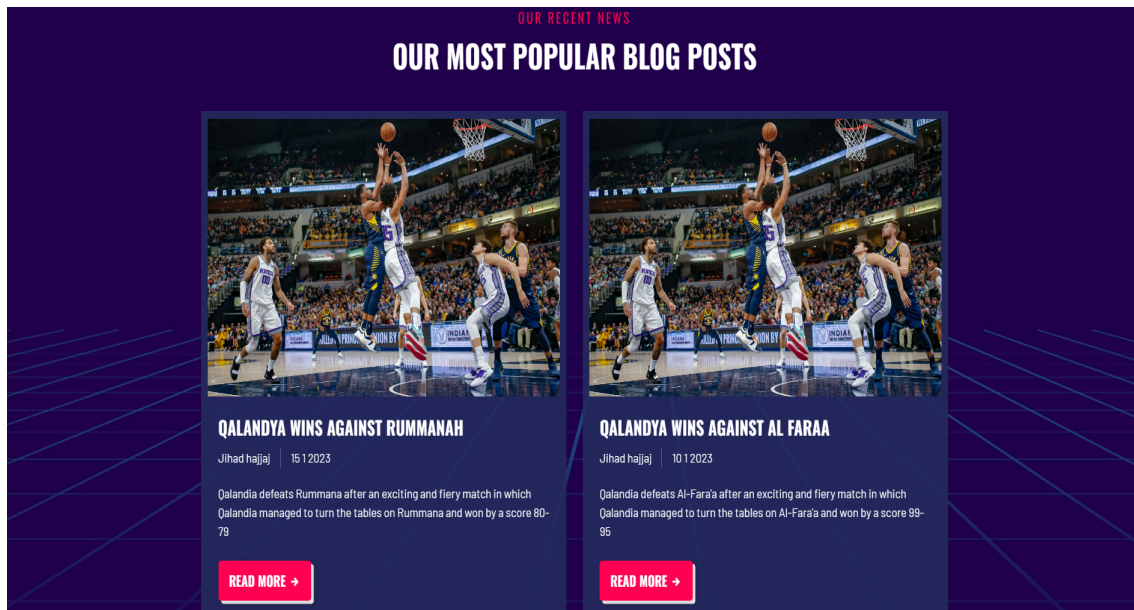 OUR RECENT NEWS
OUR MOST POPULAR BLOG POSTS
QALANDYA WINS AGAINST RUMMANAH
Jihad hajjaj
15 1 2023
Qalandia defeats Rummana after an exciting and fiery match in which
Qalandia managed to turn the tables on Rummana and won by a score 80-
79
READ MORE →
QALANDYA WINS AGAINST AL FARAA
Jihad hajjaj
10 1 2023
Qalandia defeats Al-Fara'a after an exciting and fiery match in which
Qalandia managed to turn the tables on Al-Fara'a and won by a score 99-
95
READ MORE →